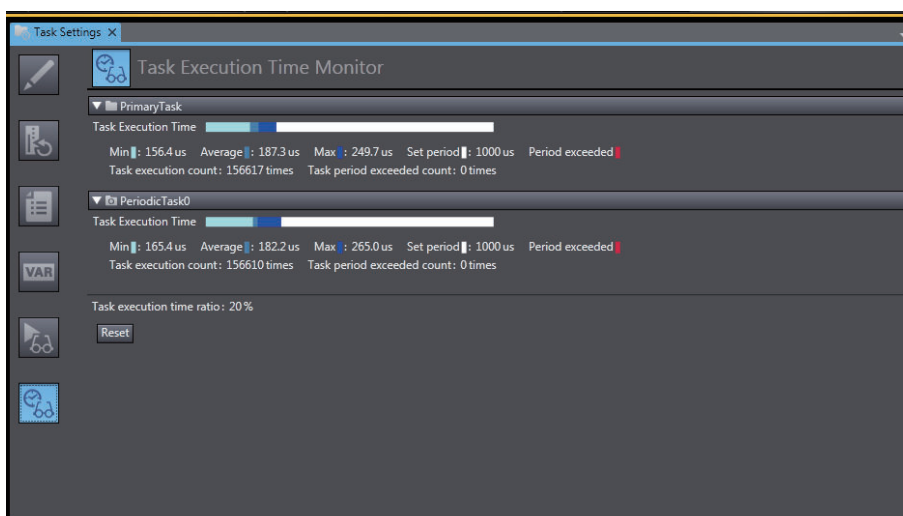 Task Settings X
Task Execution Time Monitor
PrimaryTask
Task Execution Time
Min : 156.4 us Average : 187.3 us Max : 249.7 us Set period : 1000 us Period exceeded
Task execution count : 156617 times Task period exceeded count : 0 times
PeriodicTask0
Task Execution Time
Min : 165.4 us Average : 182.2 us Max : 265.0 us Set period : 1000 us Period exceeded
Task execution count : 156610 times Task period exceeded count : 0 times
VAR
Task execution time ratio : 20 %
Reset